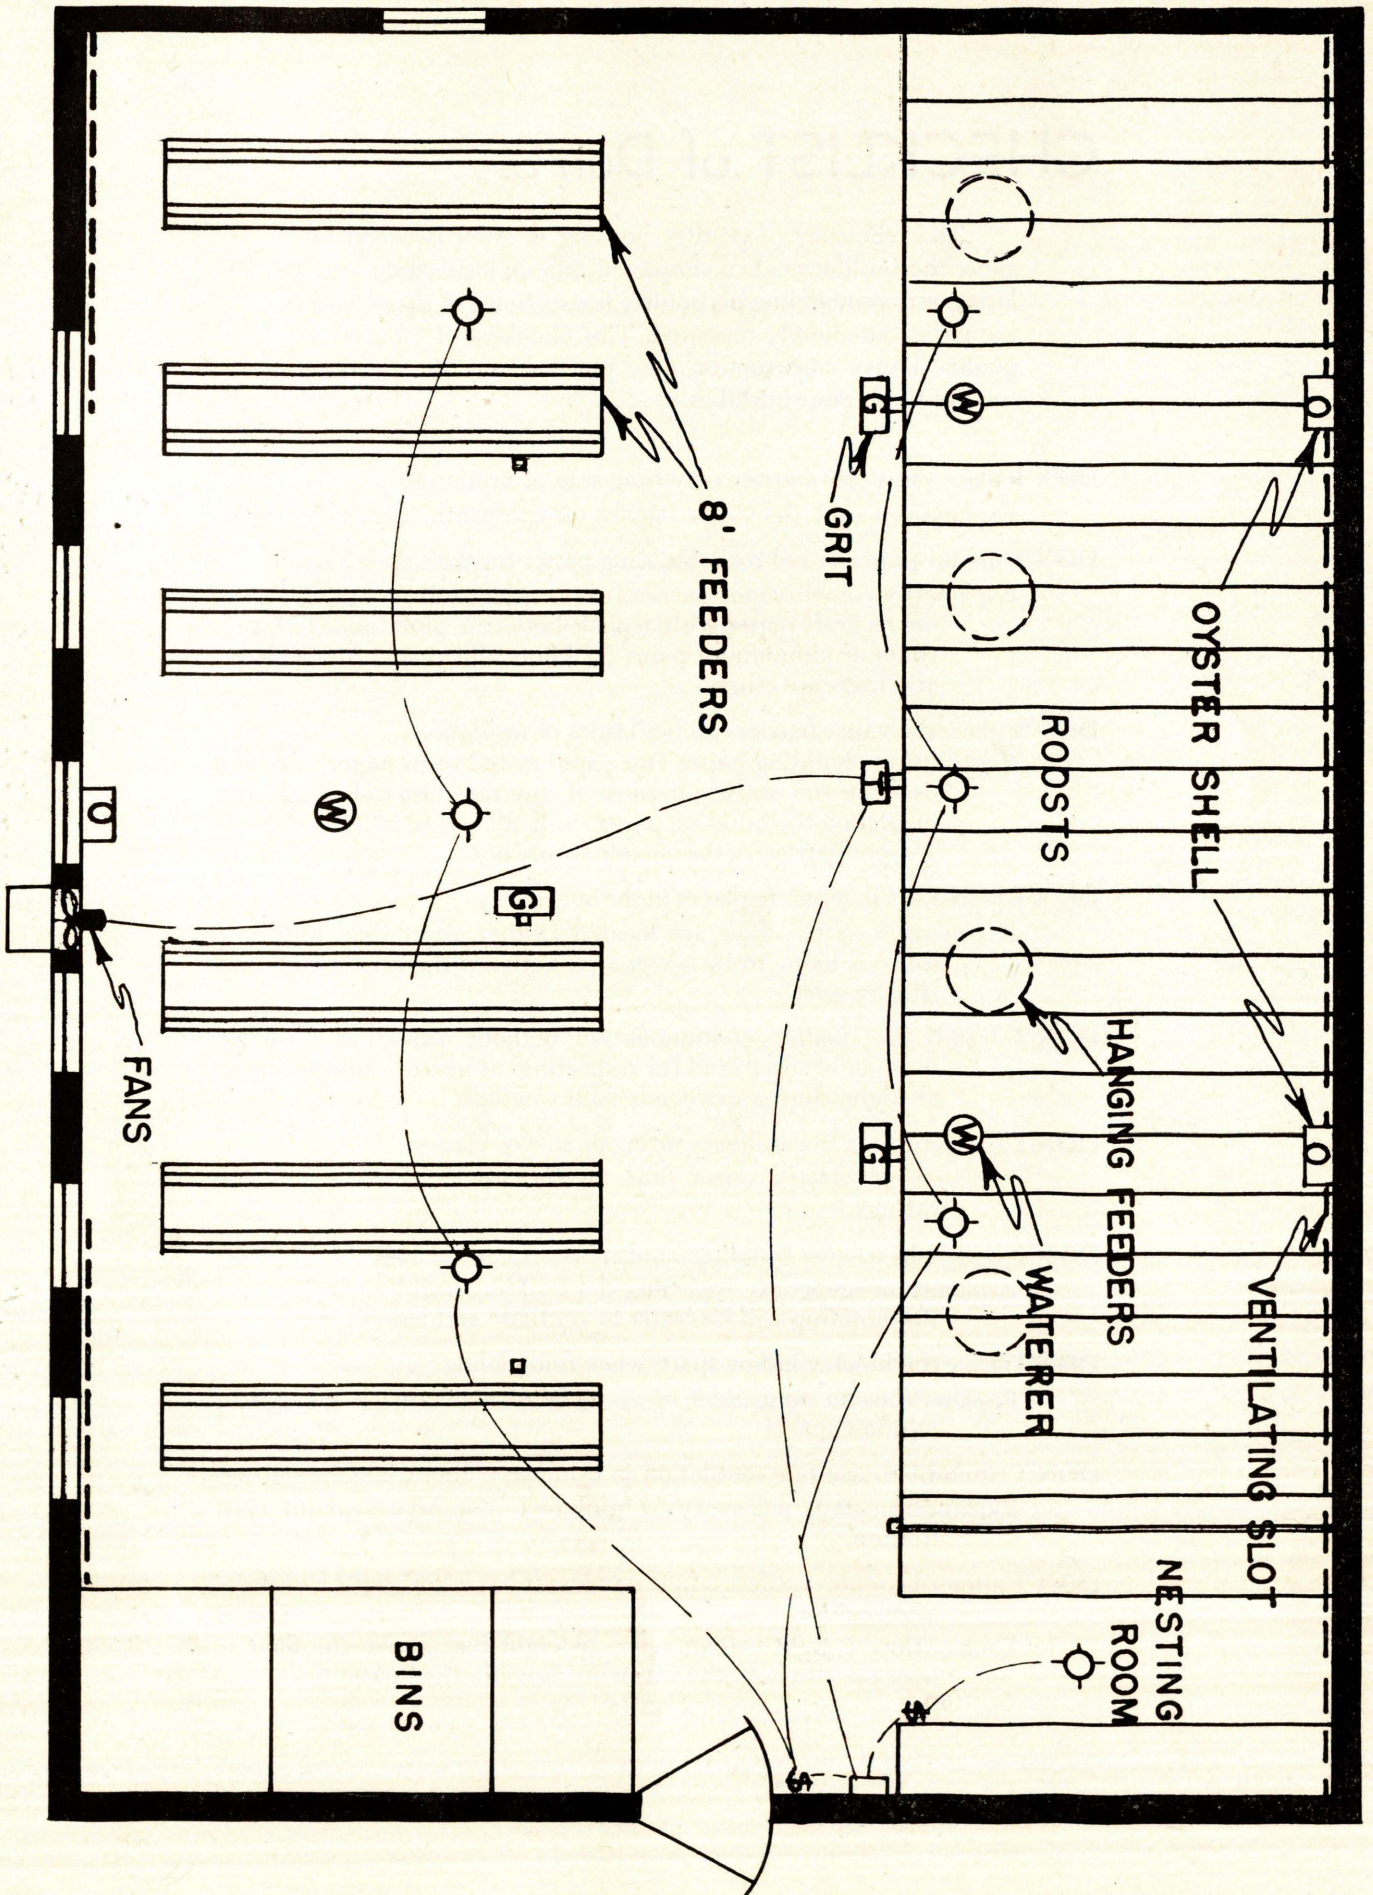 OYSTER SHELL
VENTILATING SLOT
O
O
NESTING
ROOM
HANGING FEEDERS
ROOSTS
WATERER
W
W
GRIT
G
T
G
8' FEEDERS
G
W
BINS
FANS
O
$
$